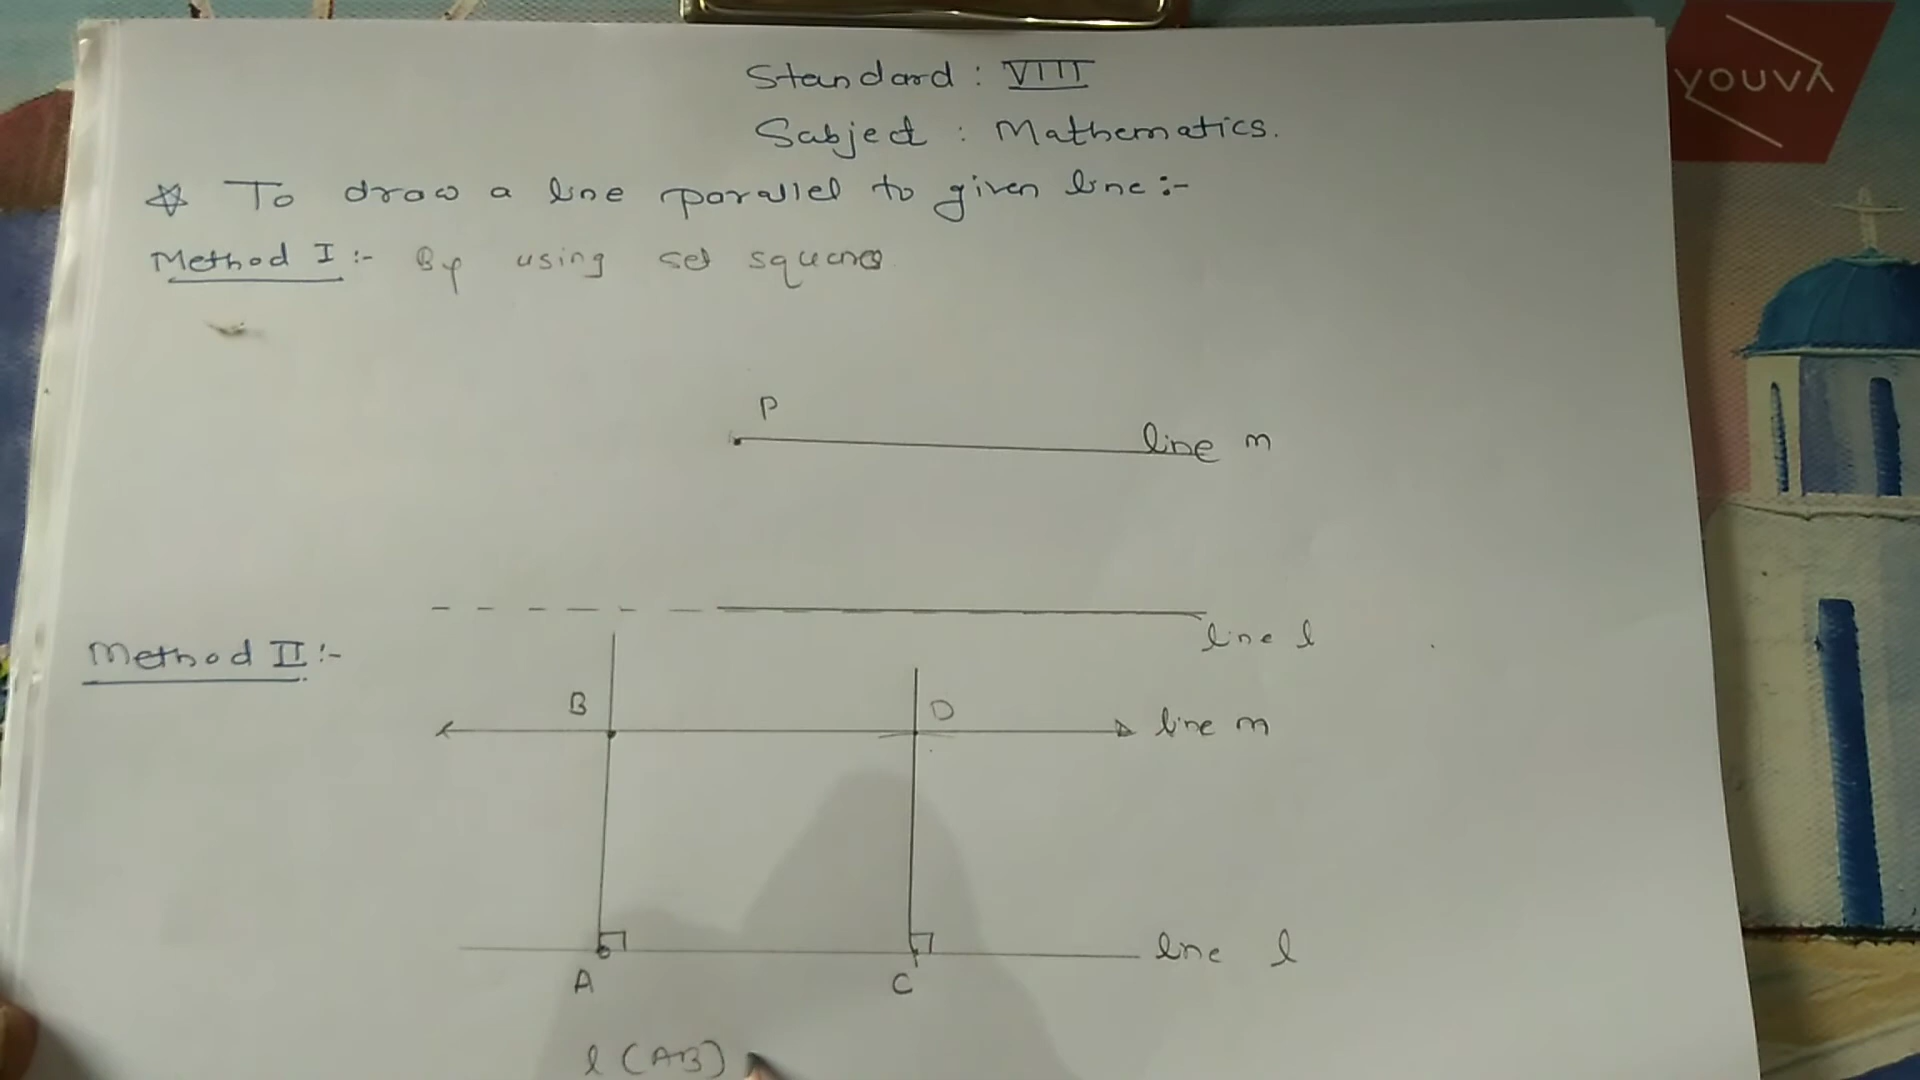 Standard : VIII
YOUVA
Subject : Mathematics.
To draw a line parallel to given line :-
Method I :- By using set squares
P
line m
line l
Method II :-
B
D
line m
line l
A
C
l (AB)